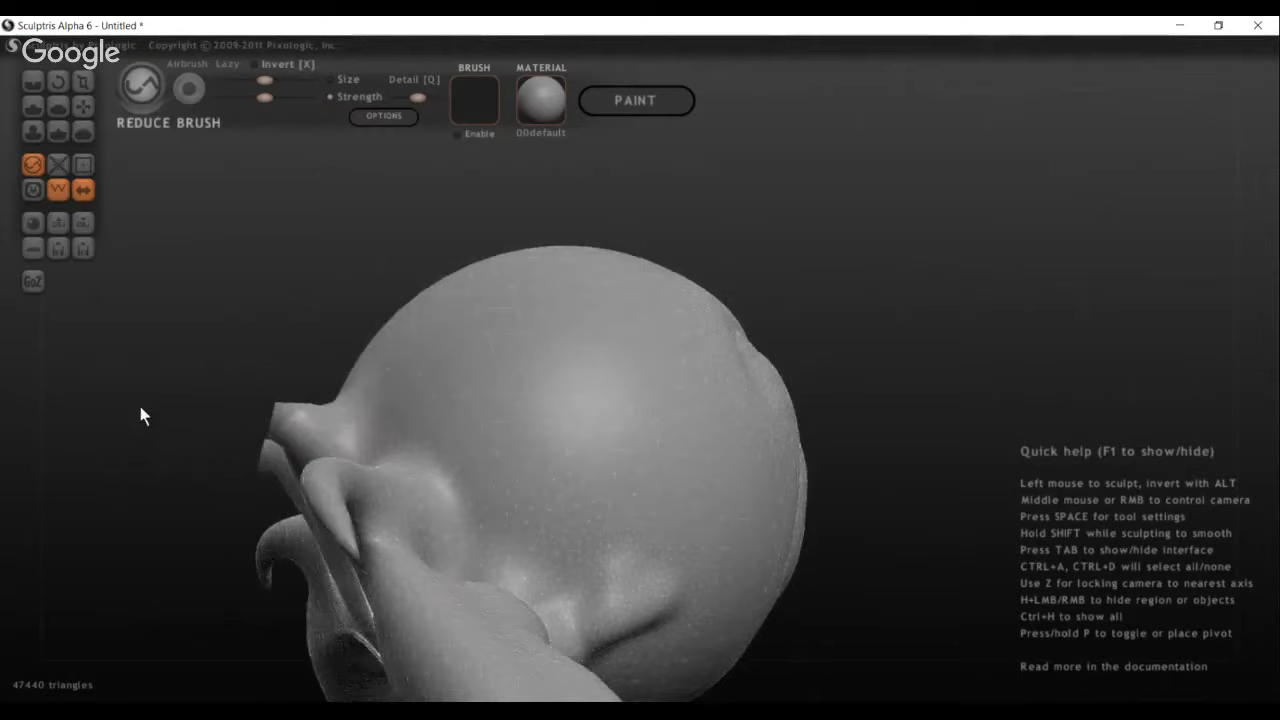 Sculptris Alpha 6 - Untitled *
Sculptris by Pixologic Copyright © 2009-2011 Pixologic, Inc.
Google
Airbrush Lazy Invert [X]
Size Detail [Q]
Strength
OPTIONS
REDUCE BRUSH
BRUSH
Enable
MATERIAL
00default
PAINT
GoZ
Quick help (F1 to show/hide)
Left mouse to sculpt, invert with ALT
Middle mouse or RMB to control camera
Press SPACE for tool settings
Hold SHIFT while sculpting to smooth
Press TAB to show/hide interface
CTRL+A, CTRL+D will select all/none
Use Z for locking camera to nearest axis
H+LMB/RMB to hide region or objects
Ctrl+H to show all
Press/hold P to toggle or place pivot
Read more in the documentation
47440 triangles